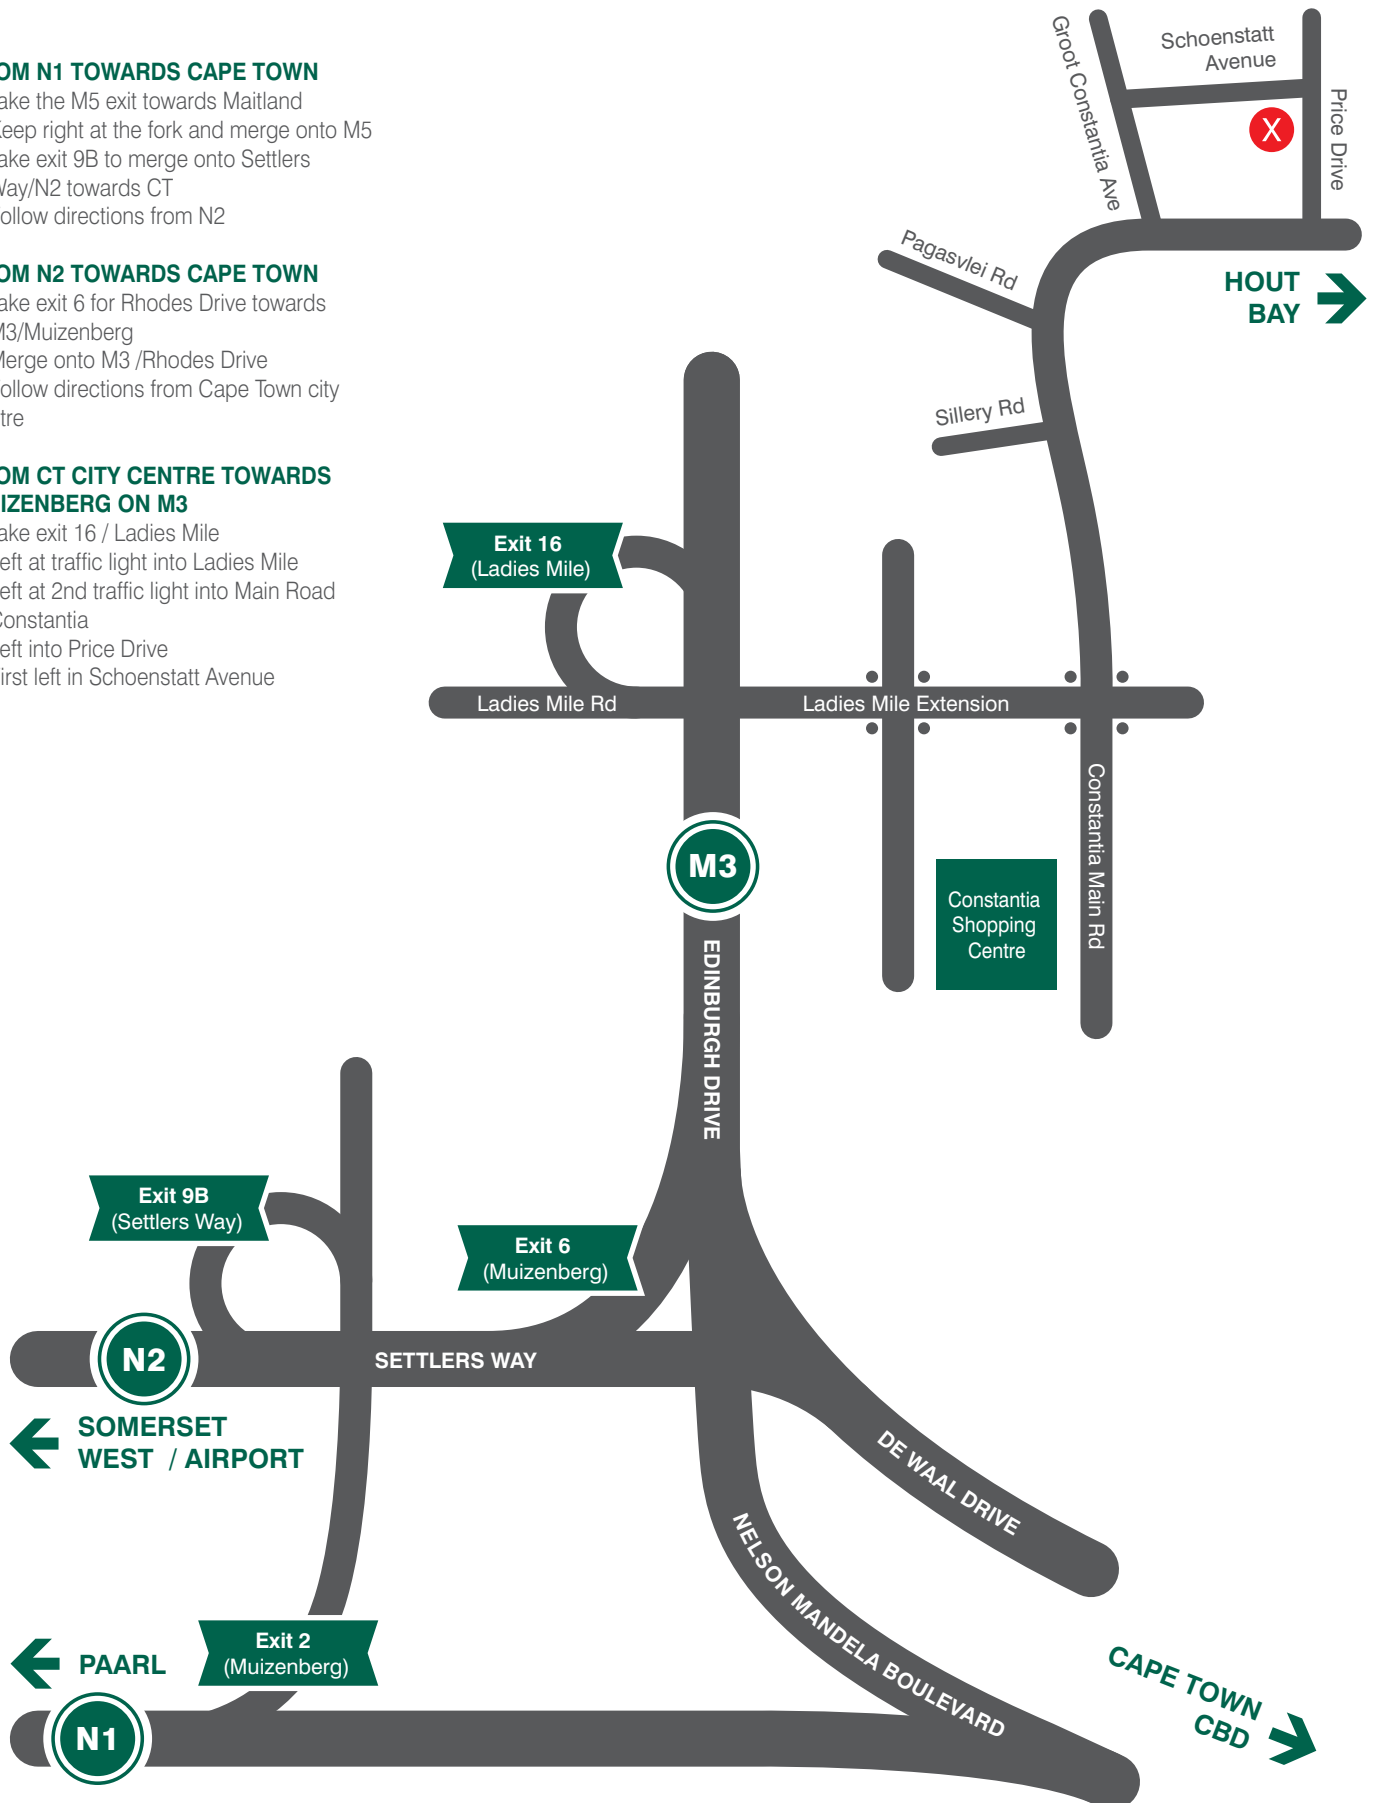 OM N1 TOWARDS CAPE TOWN
ake the M5 exit towards Maitland
Keep right at the fork and merge onto M5
ake exit 9B to merge onto Settlers
Way/N2 towards CT
ollow directions from N2
OM N2 TOWARDS CAPE TOWN
ake exit 6 for Rhodes Drive towards
M3/Muizenberg
Merge onto M3 /Rhodes Drive
ollow directions from Cape Town city
tre
OM CT CITY CENTRE TOWARDS
IZENBERG ON M3
ake exit 16 / Ladies Mile
eft at traffic light into Ladies Mile
eft at 2nd traffic light into Main Road
Constantia
eft into Price Drive
irst left in Schoenstatt Avenue
Groot Constantia Ave
Schoenstatt
Avenue
Price Drive
X
Pagasvlei Rd
HOUT
BAY
Sillery Rd
Exit 16
(Ladies Mile)
Ladies Mile Rd
Ladies Mile Extension
Constantia Main Rd
M3
Constantia
Shopping
Centre
EDINBURGH DRIVE
Exit 9B
(Settlers Way)
Exit 6
(Muizenberg)
N2
SETTLERS WAY
SOMERSET
WEST / AIRPORT
DE WAAL DRIVE
NELSON MANDELA BOULEVARD
Exit 2
(Muizenberg)
PAARL
N1
CAPE TOWN
CBD